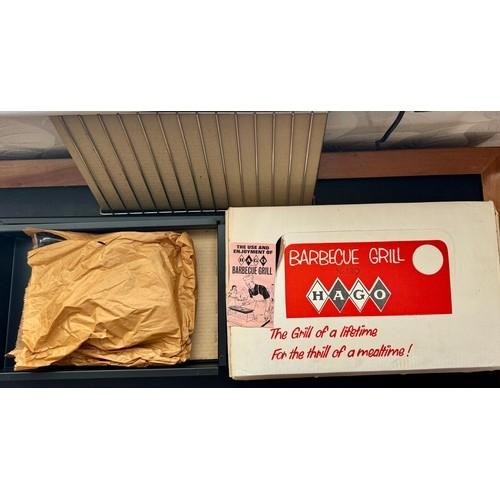 THE USE AND
ENJOYMENT OF
HAGO
BARBECUE GRILL
BARBECUE GRILL
HAGO
The Grill of a lifetime
For the thrill of a mealtime!